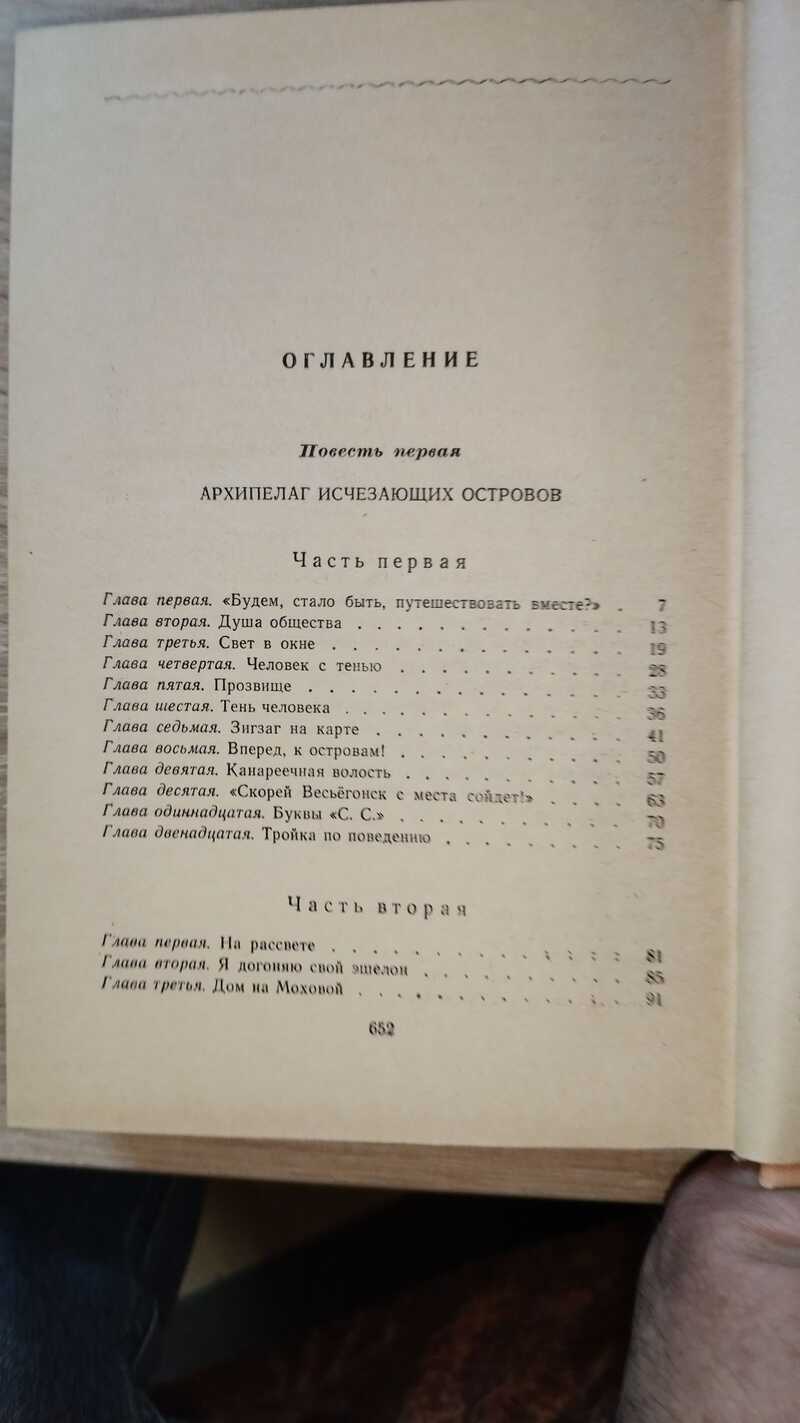 ОГЛАВЛЕНИЕ
Повесть первая
АРХИПЕЛАГ ИСЧЕЗАЮЩИХ ОСТРОВОВ
Часть первая
Глава первая. «Будем, стало быть, путешествовать вместе?» . 7
Глава вторая. Душа общества . . . . . . . . . . . . . 13
Глава третья. Свет в окне . . . . . . . . . . . . . . 19
Глава четвертая. Человек с тенью . . . . . . . . . . . 28
Глава пятая. Прозвище . . . . . . . . . . . . . . . 33
Глава шестая. Тень человека . . . . . . . . . . . . . 36
Глава седьмая. Зигзаг на карте . . . . . . . . . . . . 41
Глава восьмая. Вперед, к островам! . . . . . . . . . . 50
Глава девятая. Канареечная волость . . . . . . . . . . 57
Глава десятая. «Скорей Весьёгонск с места сойдет!» . . . . 63
Глава одиннадцатая. Буквы «С. С.» . . . . . . . . . . 70
Глава двенадцатая. Тройка по поведению . . . . . . . . 75
Часть вторая
Глава первая. На рассвете . . . . . . . . . . . . . . 81
Глава вторая. Я догоняю свой эшелон . . . . . . . . . 85
Глава третья. Дом на Моховой . . . . . . . . . . . . 91
652